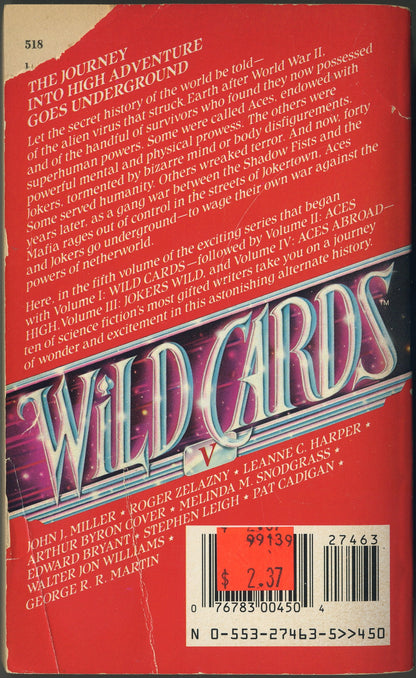 518
THE JOURNEY
INTO HIGH ADVENTURE
GOES UNDERGROUND
Let the secret history of the world be told—
of the alien virus that struck Earth after World War II,
and of the handful of survivors who found they now possessed
superhuman powers. Some were called Aces, endowed with
powerful mental and physical prowess. The others were
Jokers, tormented by bizarre mind or body disfigurements.
Some served humanity. Others wreaked terror. And now, forty
years later, as a gang war between the Shadow Fists and the
Mafia rages out of control in the streets of Jokertown, Aces
and Jokers go underground—to wage their own war against the
powers of netherworld.
Here, in the fifth volume of the exciting series that began
with Volume I: WILD CARDS—followed by Volume II: ACES
HIGH, Volume III: JOKERS WILD, and Volume IV: ACES ABROAD—
ten of science fiction's most gifted writers take you on a journey
of wonder and excitement in this astonishing alternate history.
WiLD CARDS™
V
JOHN J. MILLER ★ ROGER ZELAZNY ★ LEANNE C. HARPER ★
ARTHUR BYRON COVER ★ MELINDA M. SNODGRASS ★
EDWARD BRYANT ★ STEPHEN LEIGH ★ PAT CADIGAN ★
WALTER JON WILLIAMS ★
GEORGE R. R. MARTIN
99139
$ 2.37
27463
0 76783 00450 4
N 0-553-27463-5>>450